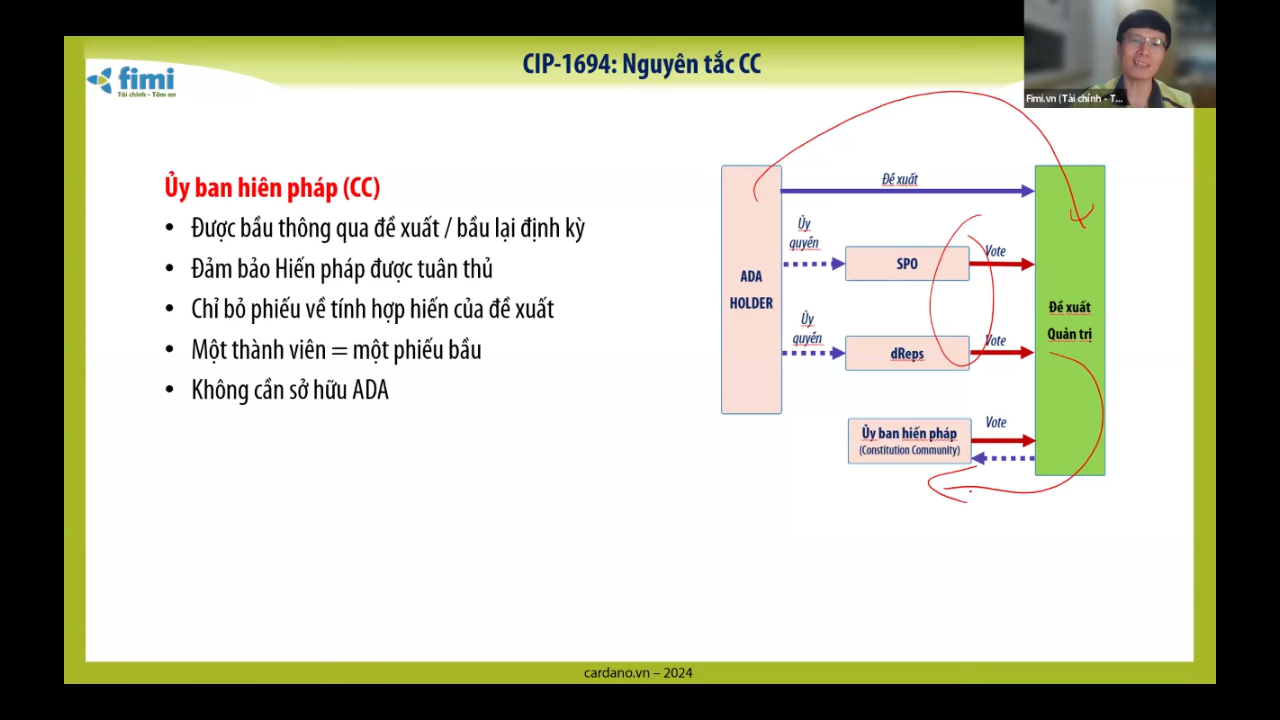 CIP-1694: Nguyên tắc CC
fimi
Tài chính - Tâm an
Fimi.vn (Tài chính - T...
Ủy ban hiên pháp (CC)
• Được bầu thông qua đề xuất / bầu lại định kỳ
• Đảm bảo Hiến pháp được tuân thủ
• Chỉ bỏ phiếu về tính hợp hiến của đề xuất
• Một thành viên = một phiếu bầu
• Không cần sở hữu ADA
ADA
HOLDER
Đề xuất
Ủy
quyền
SPO
Vote
Ủy
quyền
dReps
Vote
Ủy ban hiến pháp
(Constitution Community)
Vote
Đề xuất
Quản trị
cardano.vn – 2024